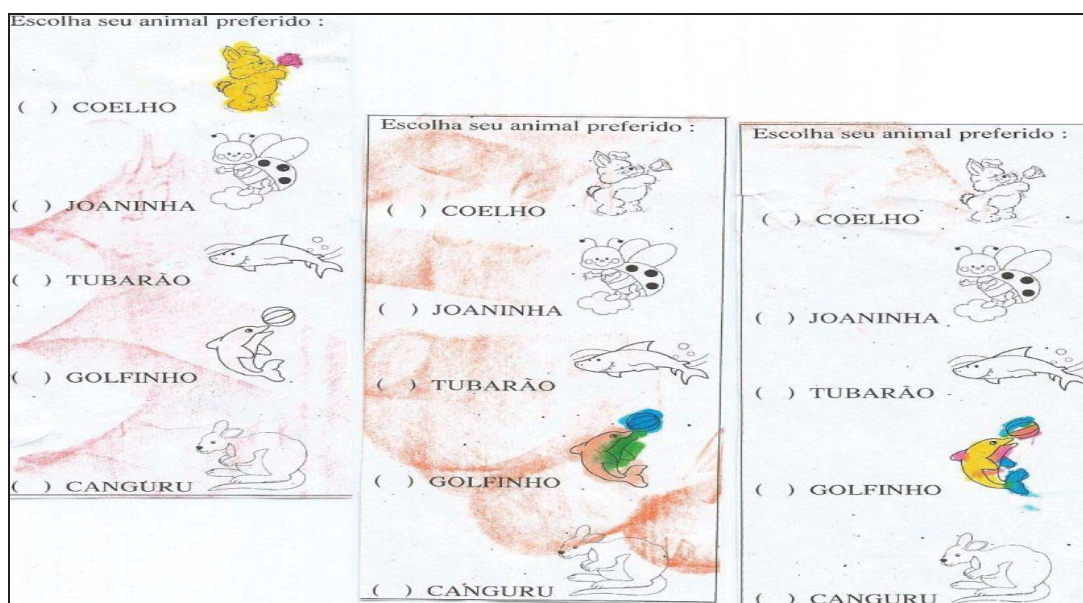 Escolha seu animal preferido :
( ) COELHO
( ) JOANINHA
( ) TUBARÃO
( ) GOLFINHO
( ) CANGURU
Escolha seu animal preferido :
( ) COELHO
( ) JOANINHA
( ) TUBARÃO
( ) GOLFINHO
( ) CANGURU
Escolha seu animal preferido :
( ) COELHO
( ) JOANINHA
( ) TUBARÃO
( ) GOLFINHO
( ) CANGURU